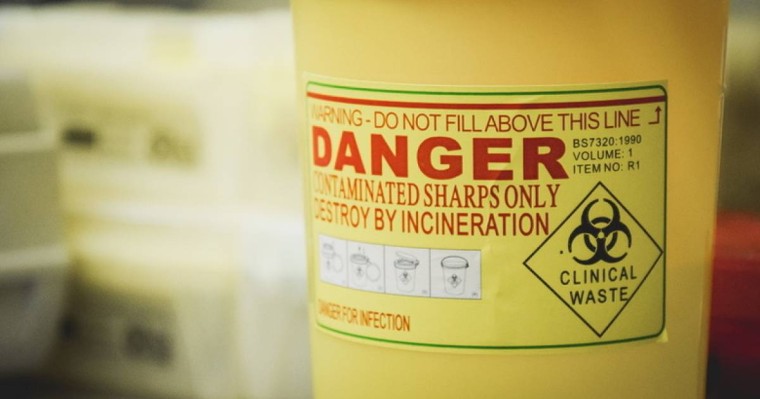 WARNING - DO NOT FILL ABOVE THIS LINE
DANGER
BS7320:1990
VOLUME: 1
ITEM NO: R1
CONTAMINATED SHARPS ONLY
DESTROY BY INCINERATION
CLINICAL
WASTE
DANGER FOR INFECTION